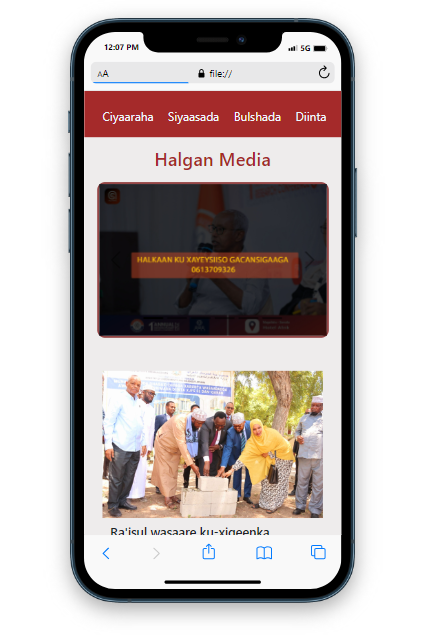 12:07 PM
5G
AA
file://
Ciyaaraha Siyaasada Bulshada Diinta
Halgan Media
HALKAAN KU XAYEYSIISO GACANSIGAAGA
0613709326
Ra'isul wasaare ku-xigeenka